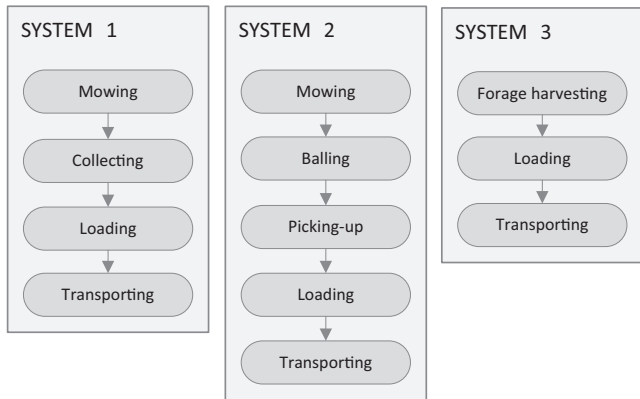 SYSTEM 1
Mowing
Collecting
Loading
Transporting
SYSTEM 2
Mowing
Balling
Picking-up
Loading
Transporting
SYSTEM 3
Forage harvesting
Loading
Transporting